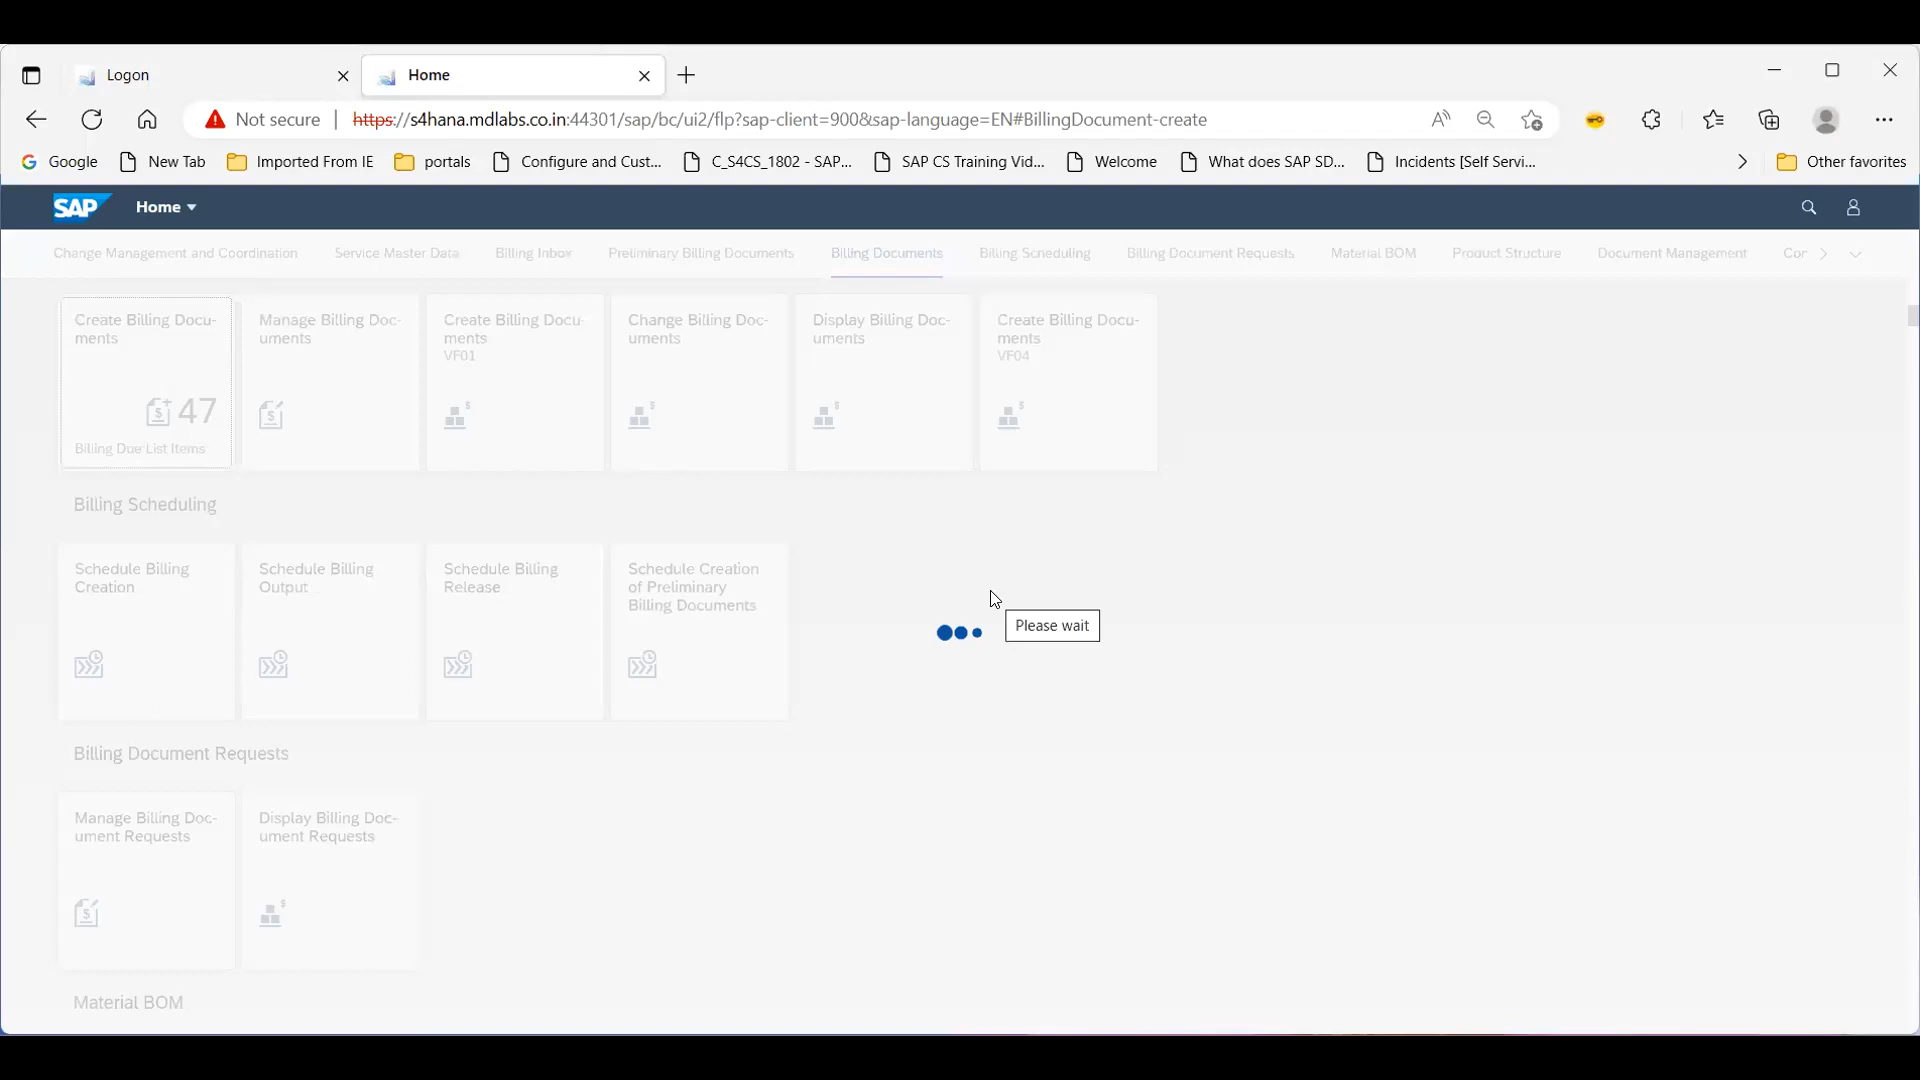 Logon
Home
Not secure
https://s4hana.mdlabs.co.in:44301/sap/bc/ui2/flp?sap-client=900&sap-language=EN#BillingDocument-create
Google
New Tab
Imported From IE
portals
Configure and Cust...
C_S4CS_1802 - SAP...
SAP CS Training Vid...
Welcome
What does SAP SD...
Incidents [Self Servi...
Other favorites
SAP
Home
Change Management and Coordination
Service Master Data
Billing Inbox
Preliminary Billing Documents
Billing Documents
Billing Scheduling
Billing Document Requests
Material BOM
Product Structure
Document Management
Cor
Create Billing Docu-
ments
47
Billing Due List Items
Manage Billing Doc-
uments
Create Billing Docu-
ments
VF01
Change Billing Doc-
uments
Display Billing Doc-
uments
Create Billing Docu-
ments
VF04
Billing Scheduling
Schedule Billing
Creation
Schedule Billing
Output
Schedule Billing
Release
Schedule Creation
of Preliminary
Billing Documents
Please wait
Billing Document Requests
Manage Billing Doc-
ument Requests
Display Billing Doc-
ument Requests
Material BOM